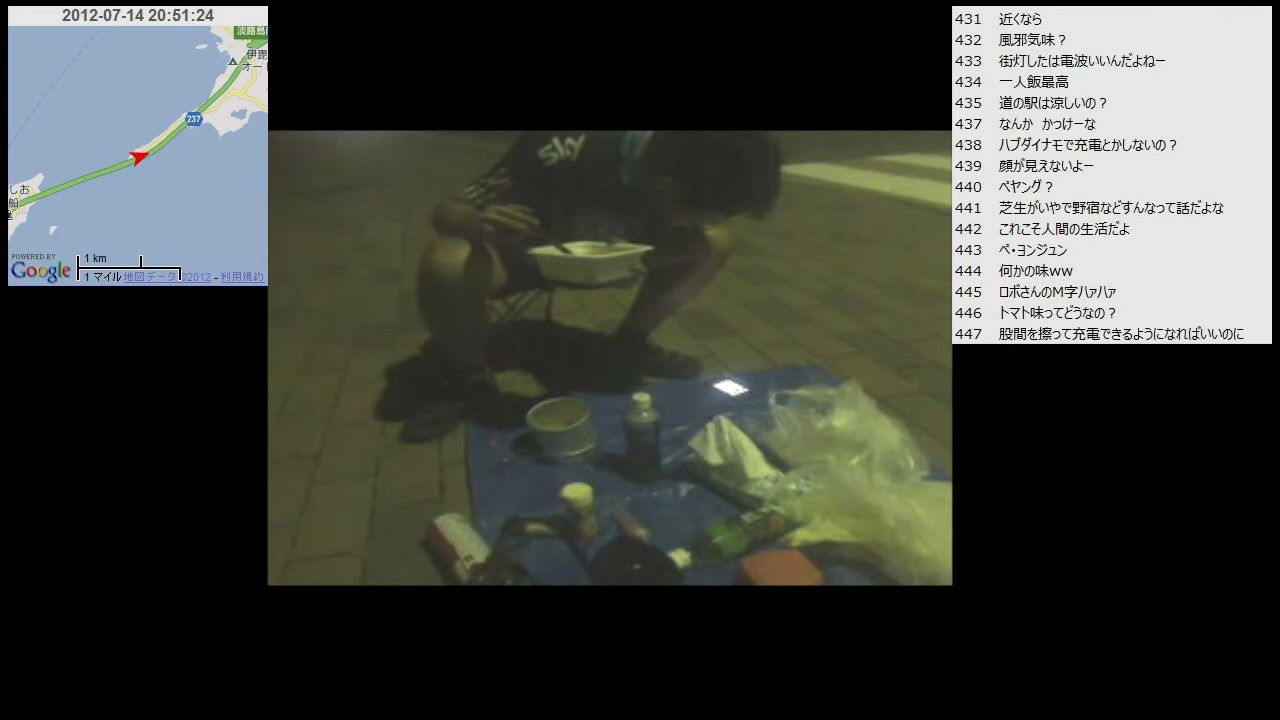 2012-07-14 20:51:24
淡路島
伊毘
オート
237
しお
船
POWERED BY
Google
1 km
1 マイル 地図データ ©2012 - 利用規約
sky
431 近くなら
432 風邪気味？
433 街灯したは電波いいんだよねー
434 一人飯最高
435 道の駅は涼しいの？
437 なんか かっけーな
438 ハブダイナモで充電とかしないの？
439 顔が見えないよー
440 ペヤング？
441 芝生がいやで野宿などすんなって話だよな
442 これこそ人間の生活だよ
443 ペ・ヨンジュン
444 何かの味ww
445 ロボさんのM字ハァハァ
446 トマト味ってどうなの？
447 股間を擦って充電できるようになればいいのに